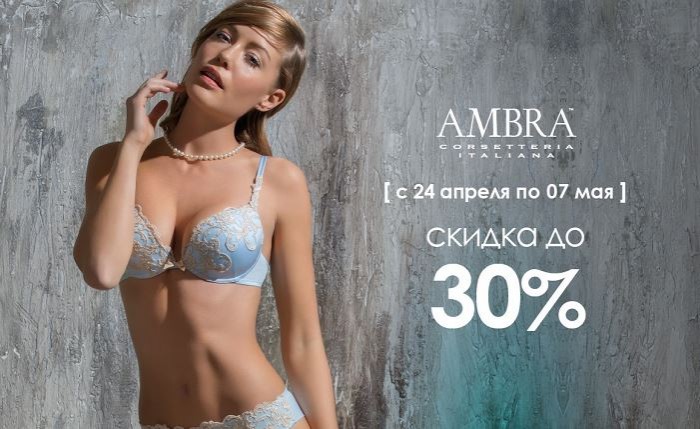 AMBRA™
CORSETTERIA
ITALIANA
[ с 24 апреля по 07 мая ]
скидка до
30%